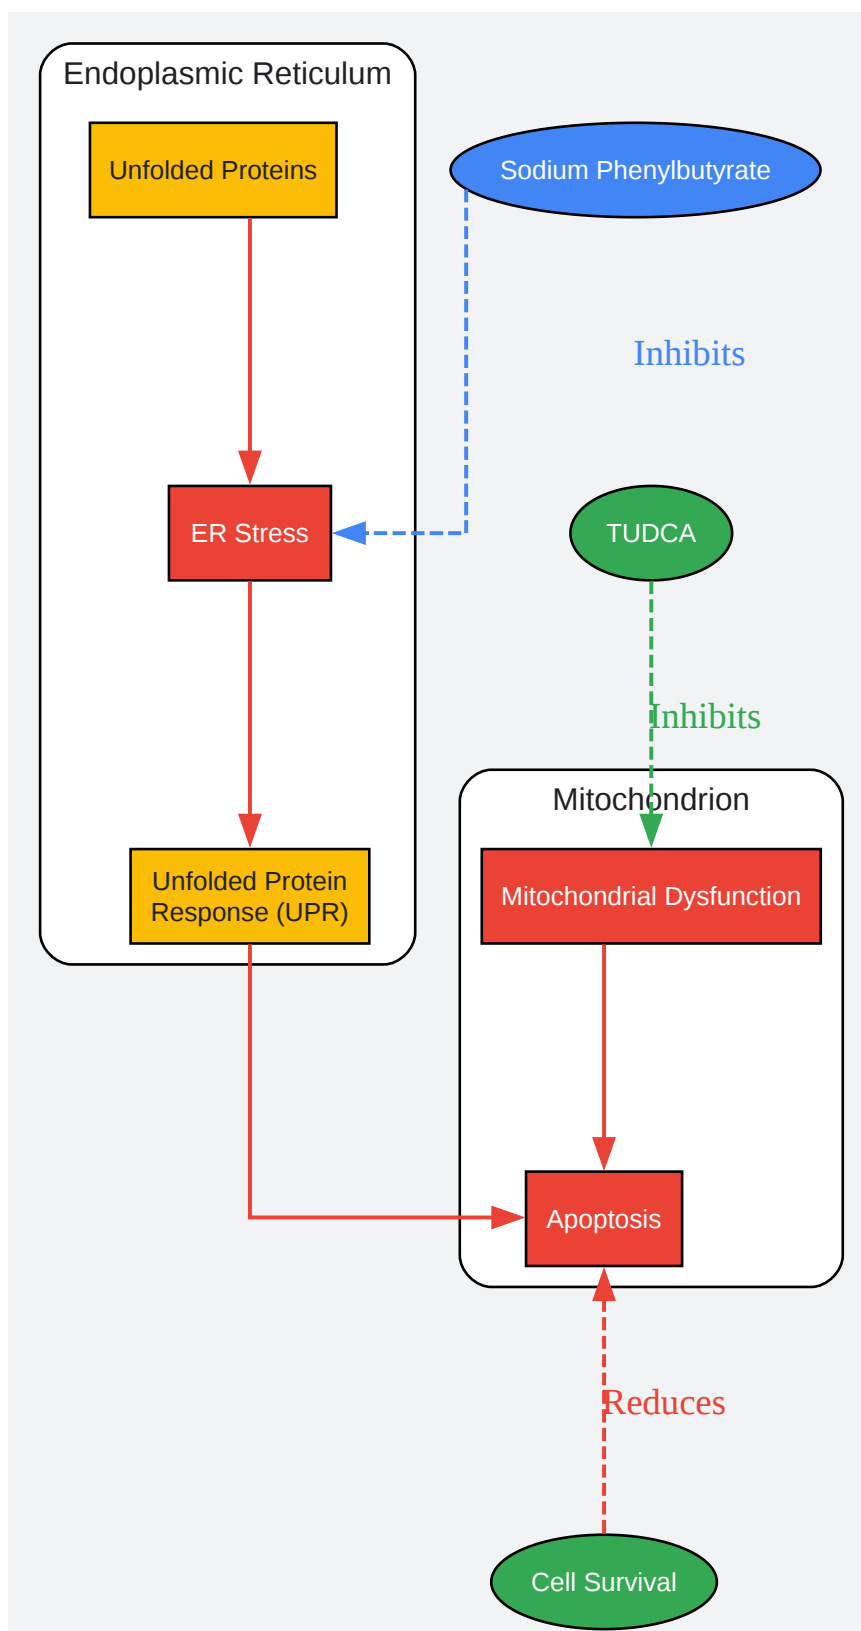 Endoplasmic Reticulum
Unfolded Proteins
Sodium Phenylbutyrate
Inhibits
ER Stress
TUDCA
Inhibits
Mitochondrion
Unfolded Protein
Response (UPR)
Mitochondrial Dysfunction
Apoptosis
Reduces
Cell Survival